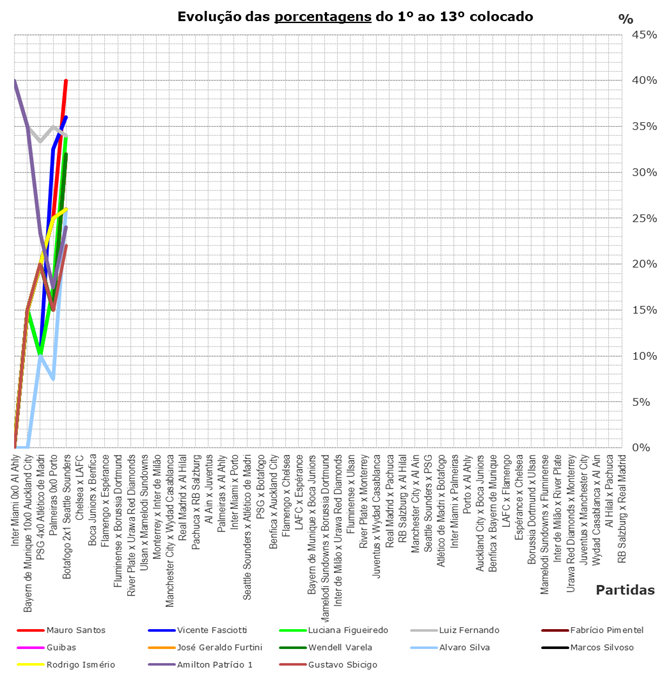 Evolução das porcentagens do 1º ao 13º colocado
%
45%
40%
35%
30%
25%
20%
15%
10%
5%
0%
Inter Miami 0x0 Al Ahly
Bayern de Munique 10x0 Auckland City
PSG 4x0 Atlético de Madri
Palmeiras 0x0 Porto
Botafogo 2x1 Seattle Sounders
Chelsea x LAFC
Boca Juniors x Benfica
Flamengo x Espérance
Fluminense x Borussia Dortmund
River Plate x Urawa Red Diamonds
Ulsan x Mamelodi Sundowns
Monterrey x Inter de Milão
Manchester City x Wydad Casablanca
Real Madrid x Al Hilal
Pachuca x RB Salzburg
Al Ain x Juventus
Palmeiras x Al Ahly
Inter Miami x Porto
Seattle Sounders x Atlético de Madri
PSG x Botafogo
Benfica x Auckland City
Flamengo x Chelsea
LAFC x Espérance
Bayern de Munique x Boca Juniors
Mamelodi Sundowns x Borussia Dortmund
Inter de Milão x Urawa Red Diamonds
Fluminense x Ulsan
River Plate x Monterrey
Juventus x Wydad Casablanca
Real Madrid x Pachuca
RB Salzburg x Al Hilal
Manchester City x Al Ain
Seattle Sounders x PSG
Atlético de Madri x Botafogo
Inter Miami x Palmeiras
Porto x Al Ahly
Auckland City x Boca Juniors
Benfica x Bayern de Munique
LAFC x Flamengo
Esperance x Chelsea
Borussia Dortmund x Ulsan
Mamelodi Sundowns x Fluminense
Inter de Milão x River Plate
Urawa Red Diamonds x Monterrey
Juventus x Manchester City
Wydad Casablanca x Al Ain
Al Hilal x Pachuca
RB Salzburg x Real Madrid
Partidas
Mauro Santos
Vicente Fasciotti
Luciana Figueiredo
Luiz Fernando
Fabrício Pimentel
Guibas
José Geraldo Furtini
Wendell Varela
Alvaro Silva
Marcos Silvoso
Rodrigo Ismério
Amilton Patrício 1
Gustavo Sbicigo